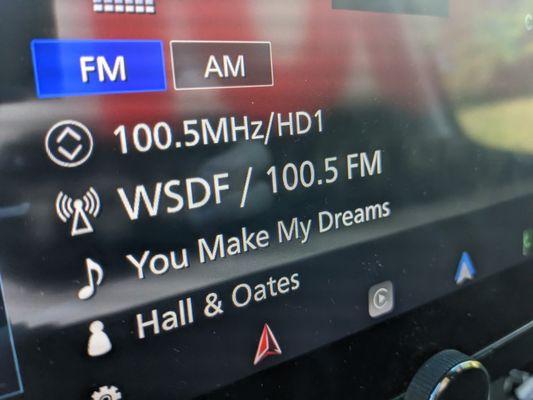 FM AM
100.5MHz/HD1
WSDF / 100.5 FM
You Make My Dreams
Hall & Oates